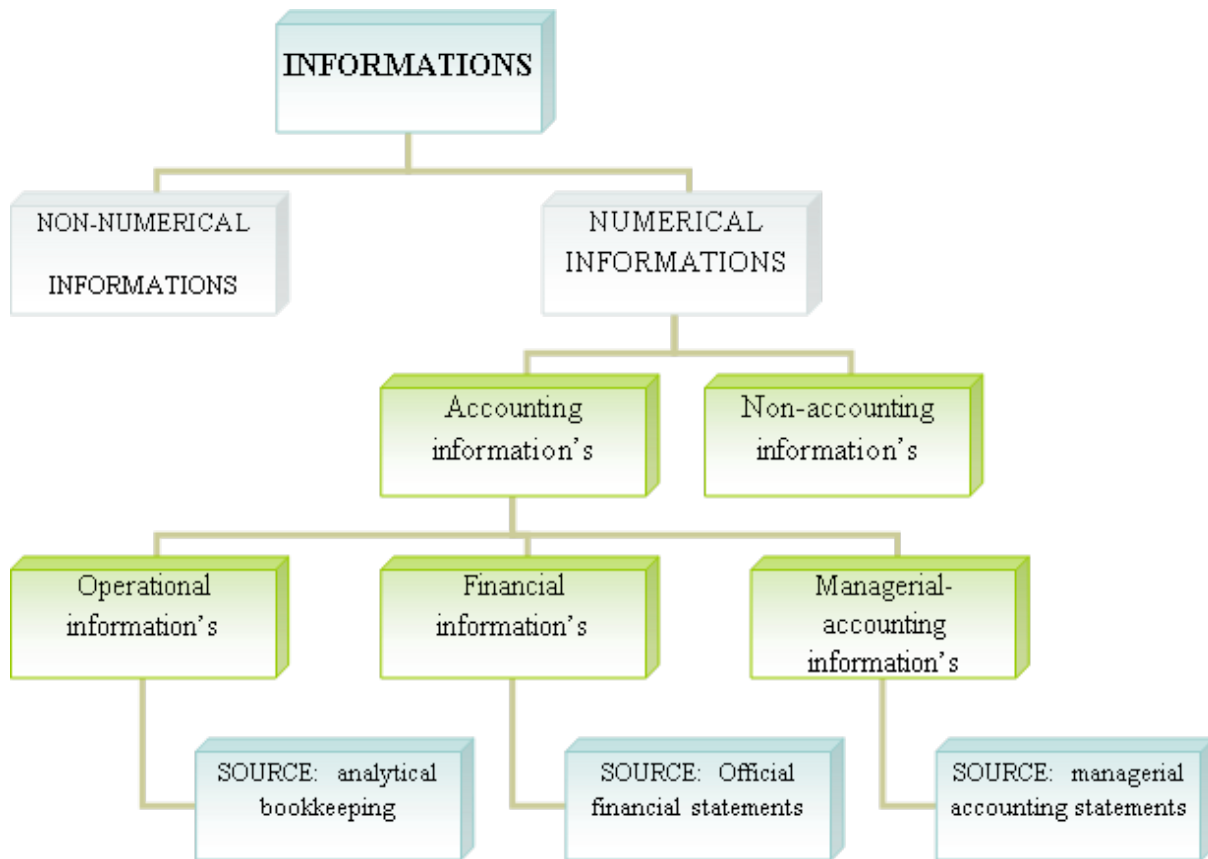 INFORMATIONS
NON-NUMERICAL
INFORMATIONS
NUMERICAL
INFORMATIONS
Accounting
information’s
Non-accounting
information’s
Operational
information’s
Financial
information’s
Managerial-
accounting
information’s
SOURCE: analytical
bookkeeping
SOURCE: Official
financial statements
SOURCE: managerial
accounting statements